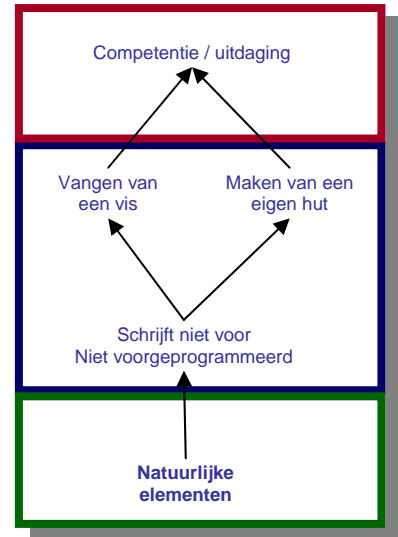 Competentie / uitdaging
Vangen van
een vis
Maken van een
eigen hut
Schrijft niet voor
Niet voorgeprogrammeerd
Natuurlijke
elementen